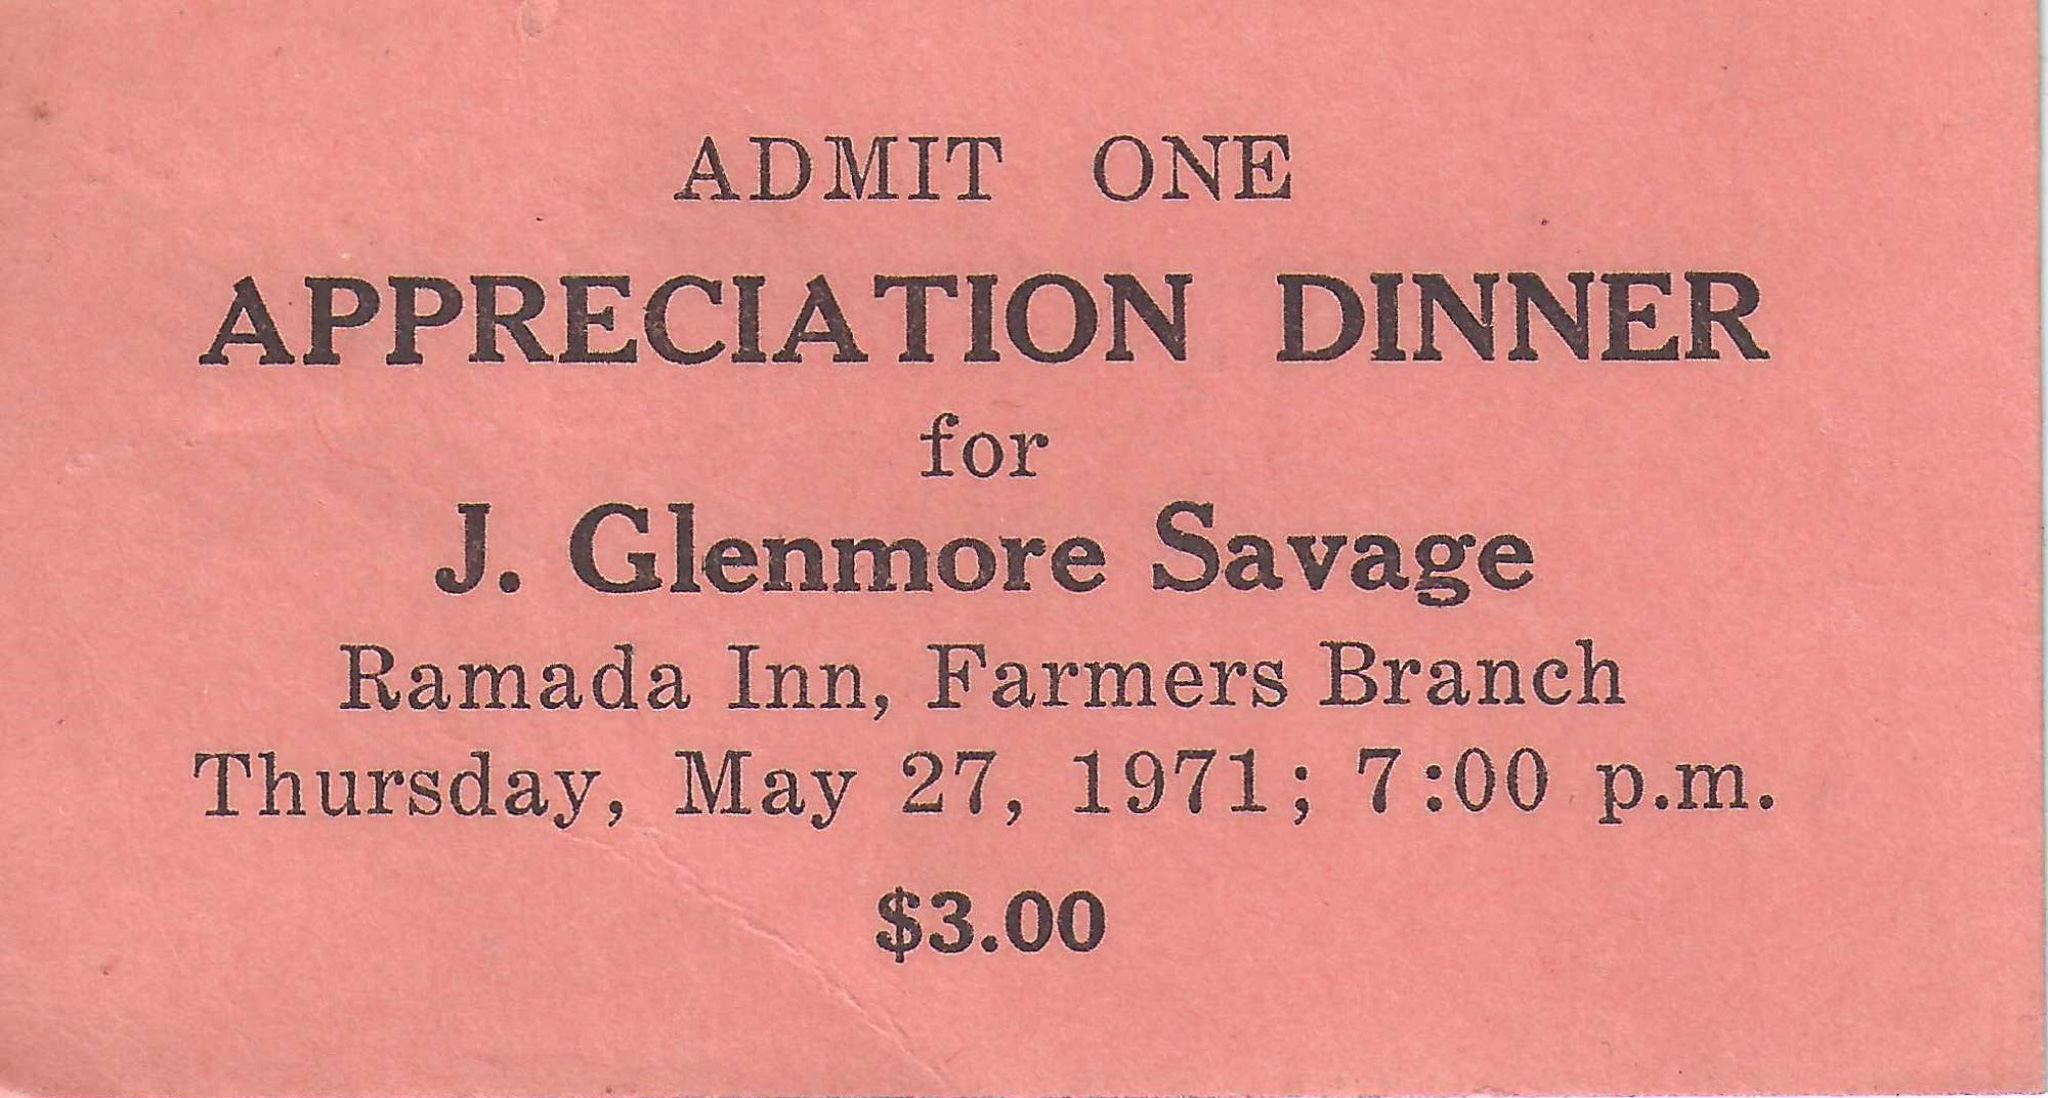 ADMIT ONE
APPRECIATION DINNER
for
J. Glenmore Savage
Ramada Inn, Farmers Branch
Thursday, May 27, 1971; 7:00 p.m.
$3.00